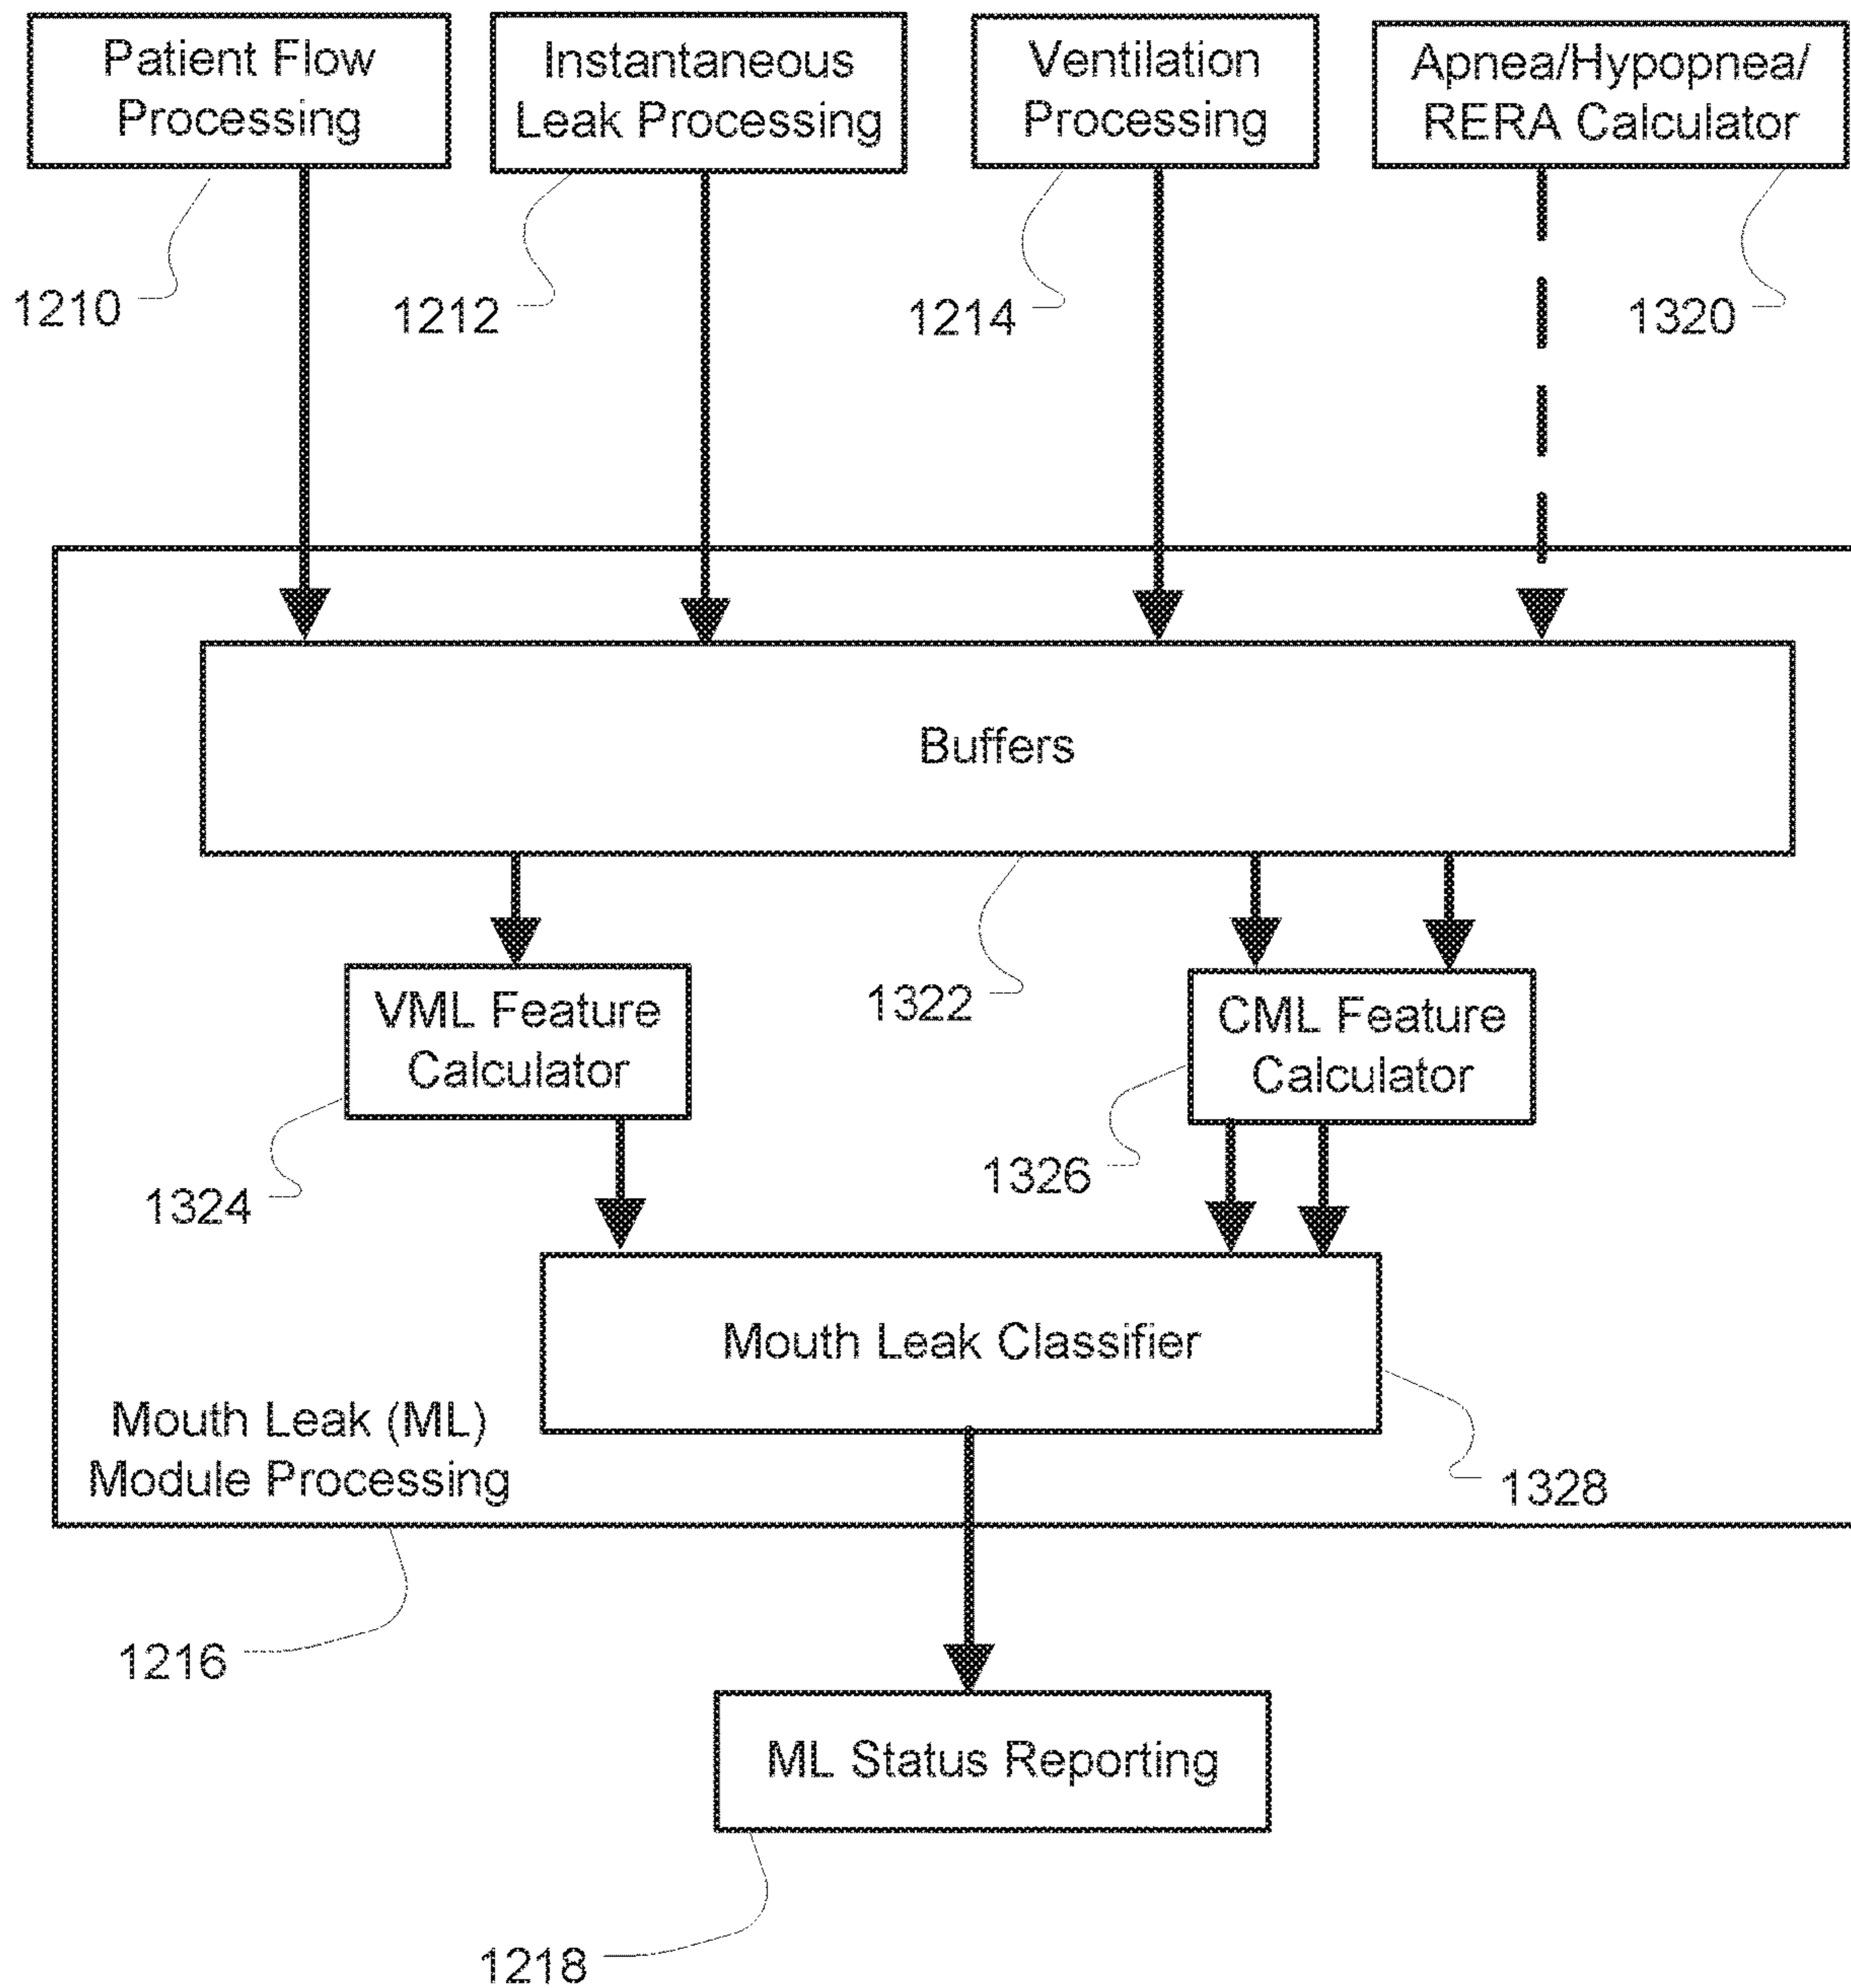 Patient Flow
Processing
Instantaneous
Leak Processing
Ventilation
Processing
Apnea/Hypopnea/
RERA Calculator
1210
1212
1214
1320
Buffers
1322
VML Feature
Calculator
CML Feature
Calculator
1324
1326
Mouth Leak Classifier
Mouth Leak (ML)
Module Processing
1328
1216
ML Status Reporting
1218